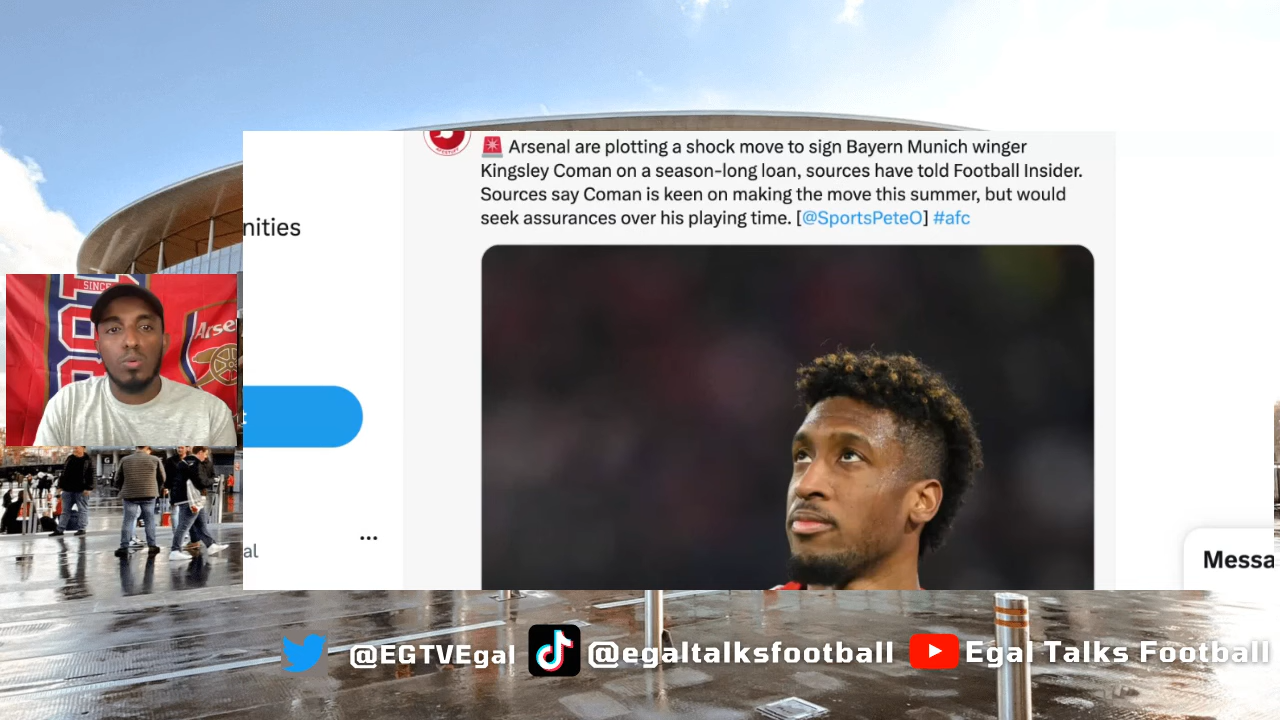 🚨 Arsenal are plotting a shock move to sign Bayern Munich winger
Kingsley Coman on a season-long loan, sources have told Football Insider.
Sources say Coman is keen on making the move this summer, but would
seek assurances over his playing time. [@SportsPeteO] #afc
nities
SINCE
Arse
al
...
Messa
@EGTVEgal
@egaltalksfootball
Egal Talks Football